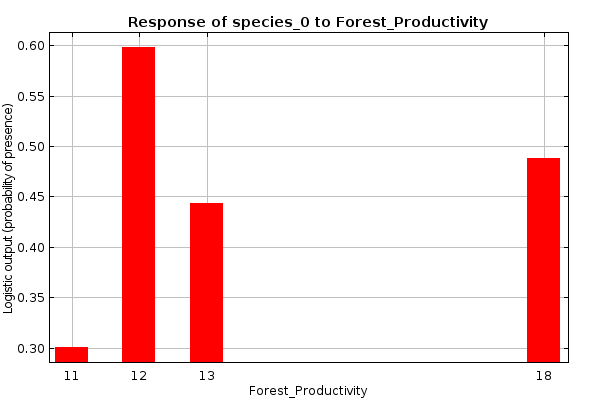 Response of species_0 to Forest_Productivity
Logistic output (probability of presence)
0.60
0.55
0.50
0.45
0.40
0.35
0.30
11 12 13 18
Forest_Productivity